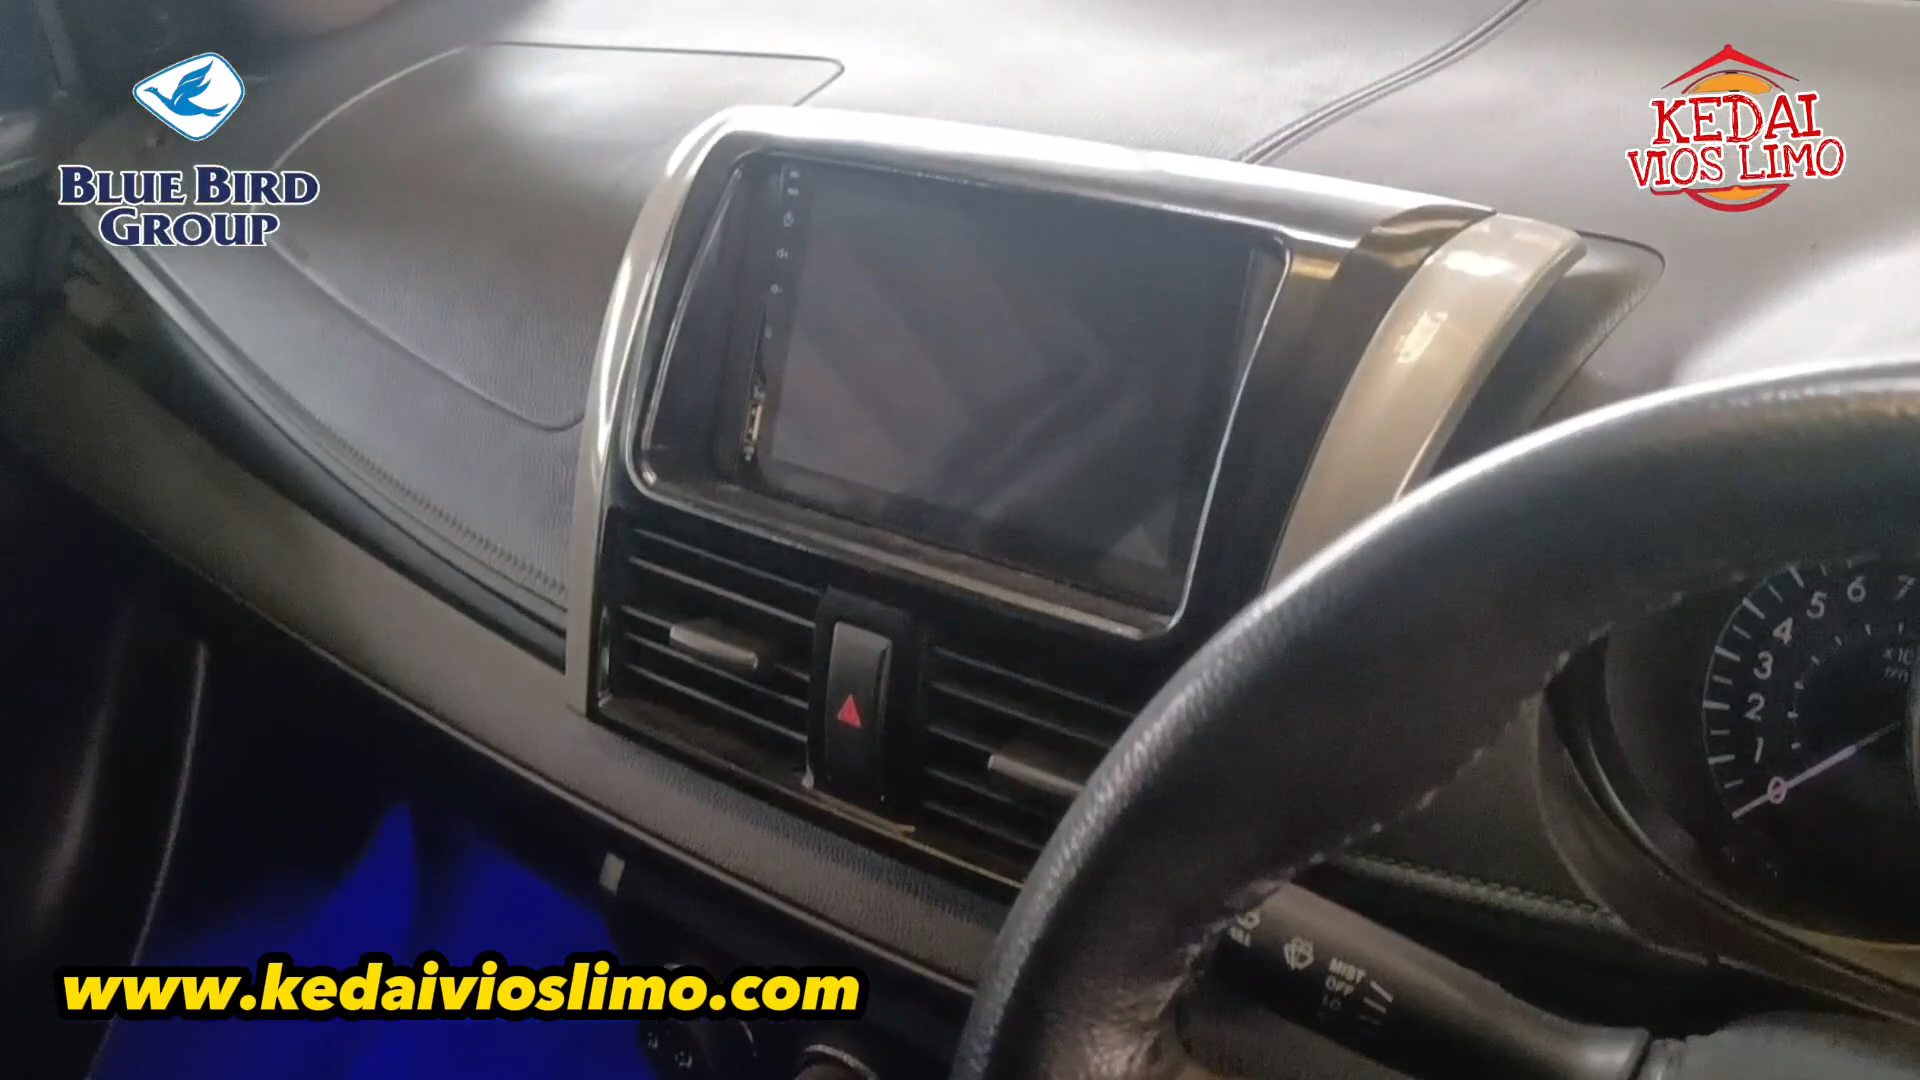 BLUE BIRD
GROUP
KEDAI
VIOS LIMO
7
6
5
4
3
2
1
0
MIST
OFF
www.kedaivioslimo.com